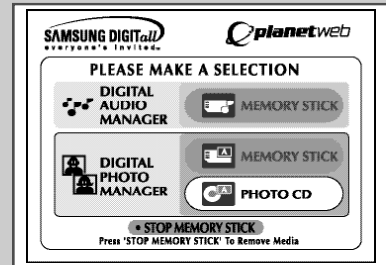 SAMSUNG DIGITall
everyone's invited™
planetweb
PLEASE MAKE A SELECTION
DIGITAL
AUDIO
MANAGER
MEMORY STICK
DIGITAL
PHOTO
MANAGER
A
MEMORY STICK
A
PHOTO CD
• STOP MEMORY STICK
Press 'STOP MEMORY STICK' To Remove Media